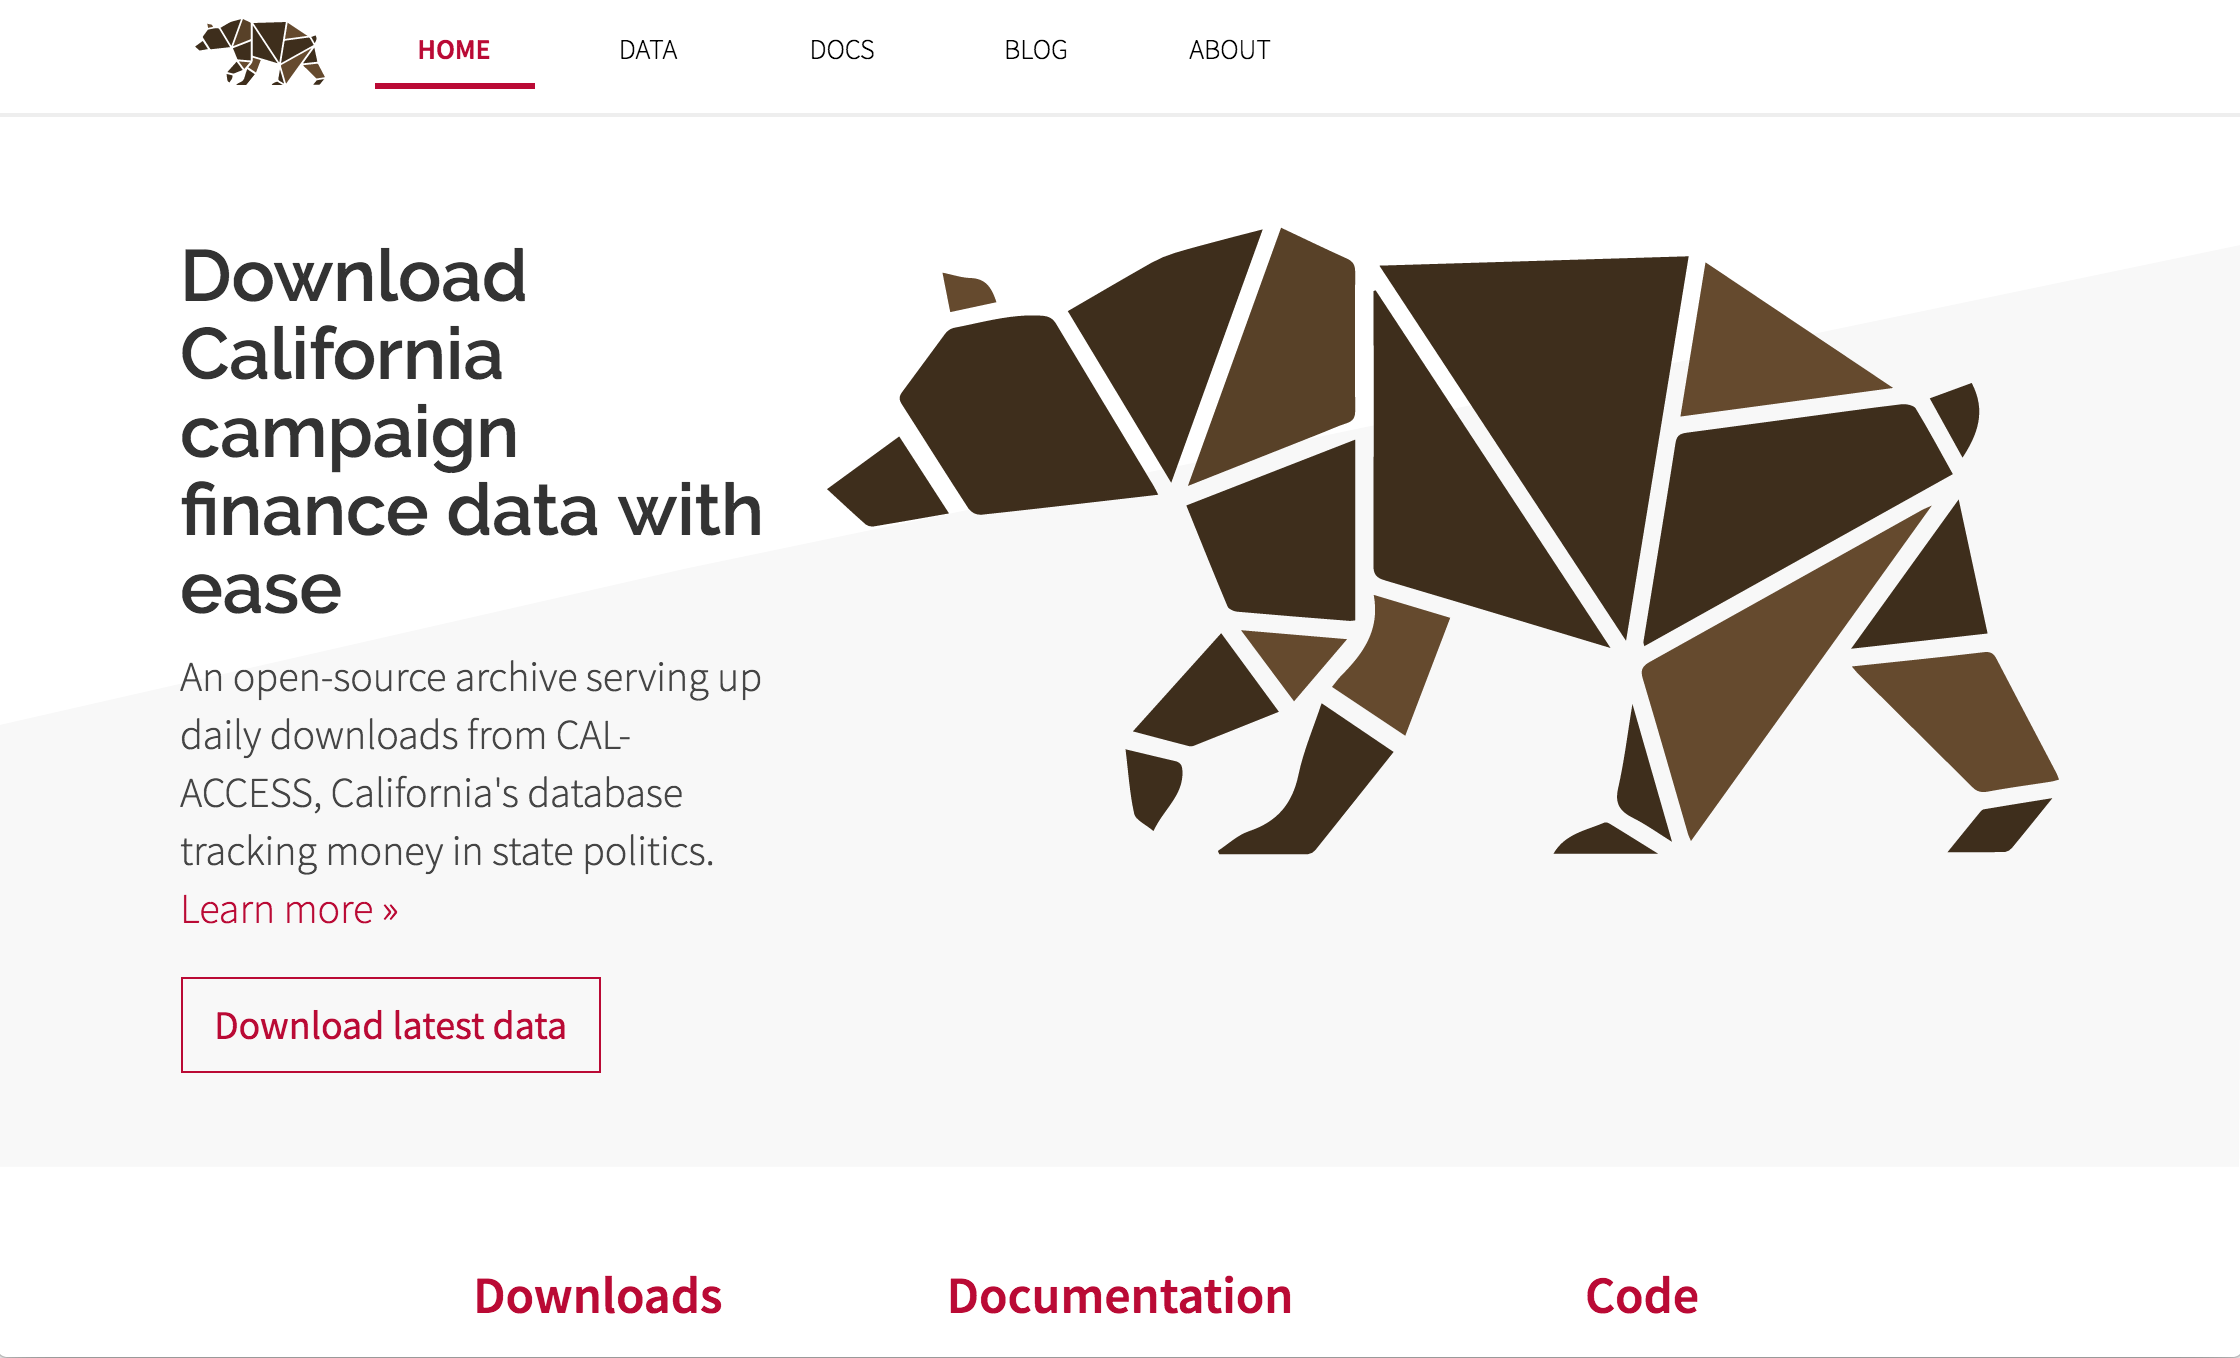 HOME
DATA
DOCS
BLOG
ABOUT
Download
California
campaign
finance data with
ease
An open-source archive serving up
daily downloads from CAL-
ACCESS, California's database
tracking money in state politics.
Learn more »
Download latest data
Downloads
Documentation
Code